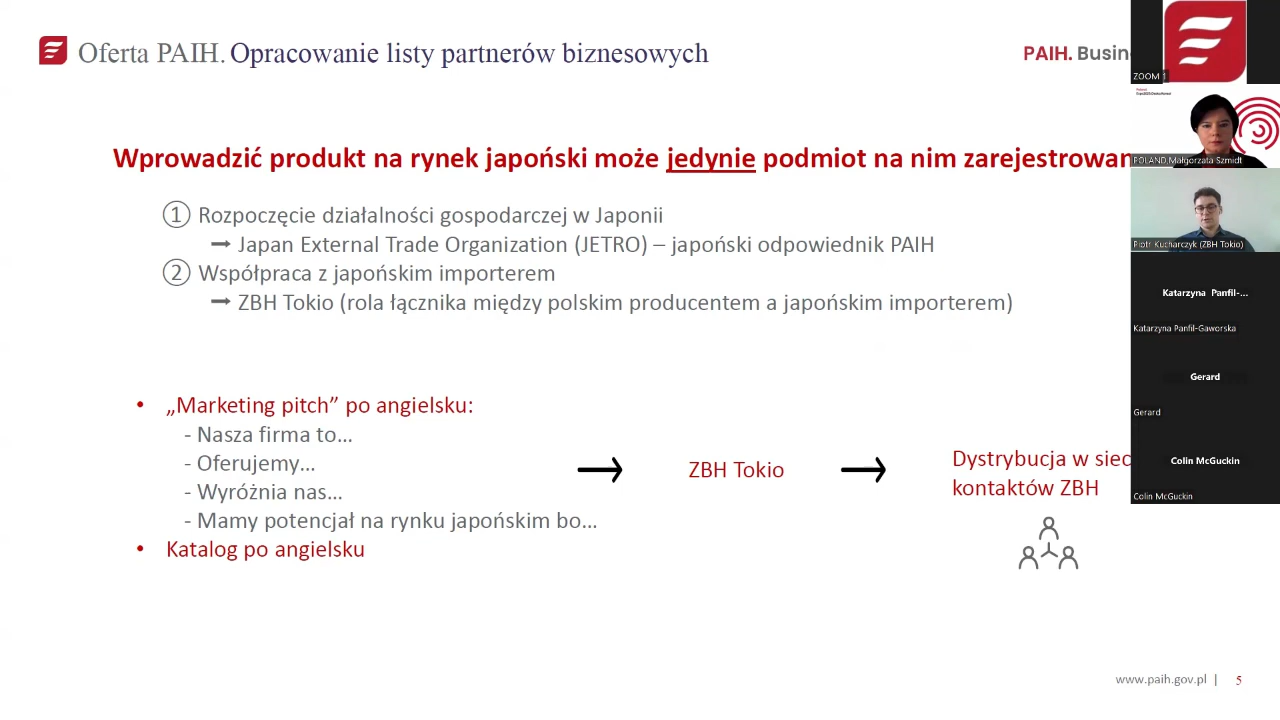 Oferta PAIH. Opracowanie listy partnerów biznesowych
PAIH. Busin
Wprowadzić produkt na rynek japoński może jedynie podmiot na nim zarejestrowan
① Rozpoczęcie działalności gospodarczej w Japonii
→ Japan External Trade Organization (JETRO) – japoński odpowiednik PAIH
② Współpraca z japońskim importerem
→ ZBH Tokio (rola łącznika między polskim producentem a japońskim importerem)
• „Marketing pitch” po angielsku:
- Nasza firma to...
- Oferujemy...
- Wyróżnia nas...
- Mamy potencjał na rynku japońskim bo...
• Katalog po angielsku
→ ZBH Tokio →
Dystrybucja w siec
kontaktów ZBH
www.paih.gov.pl | 5
ZOOM 1
POLAND Małgorzata Szmidt
Piotr Kucharczyk (ZBH Tokio)
Katarzyna Panfil-...
Katarzyna Panfil-Gaworska
Gerard
Gerard
Colin McGuckin
Colin McGuckin